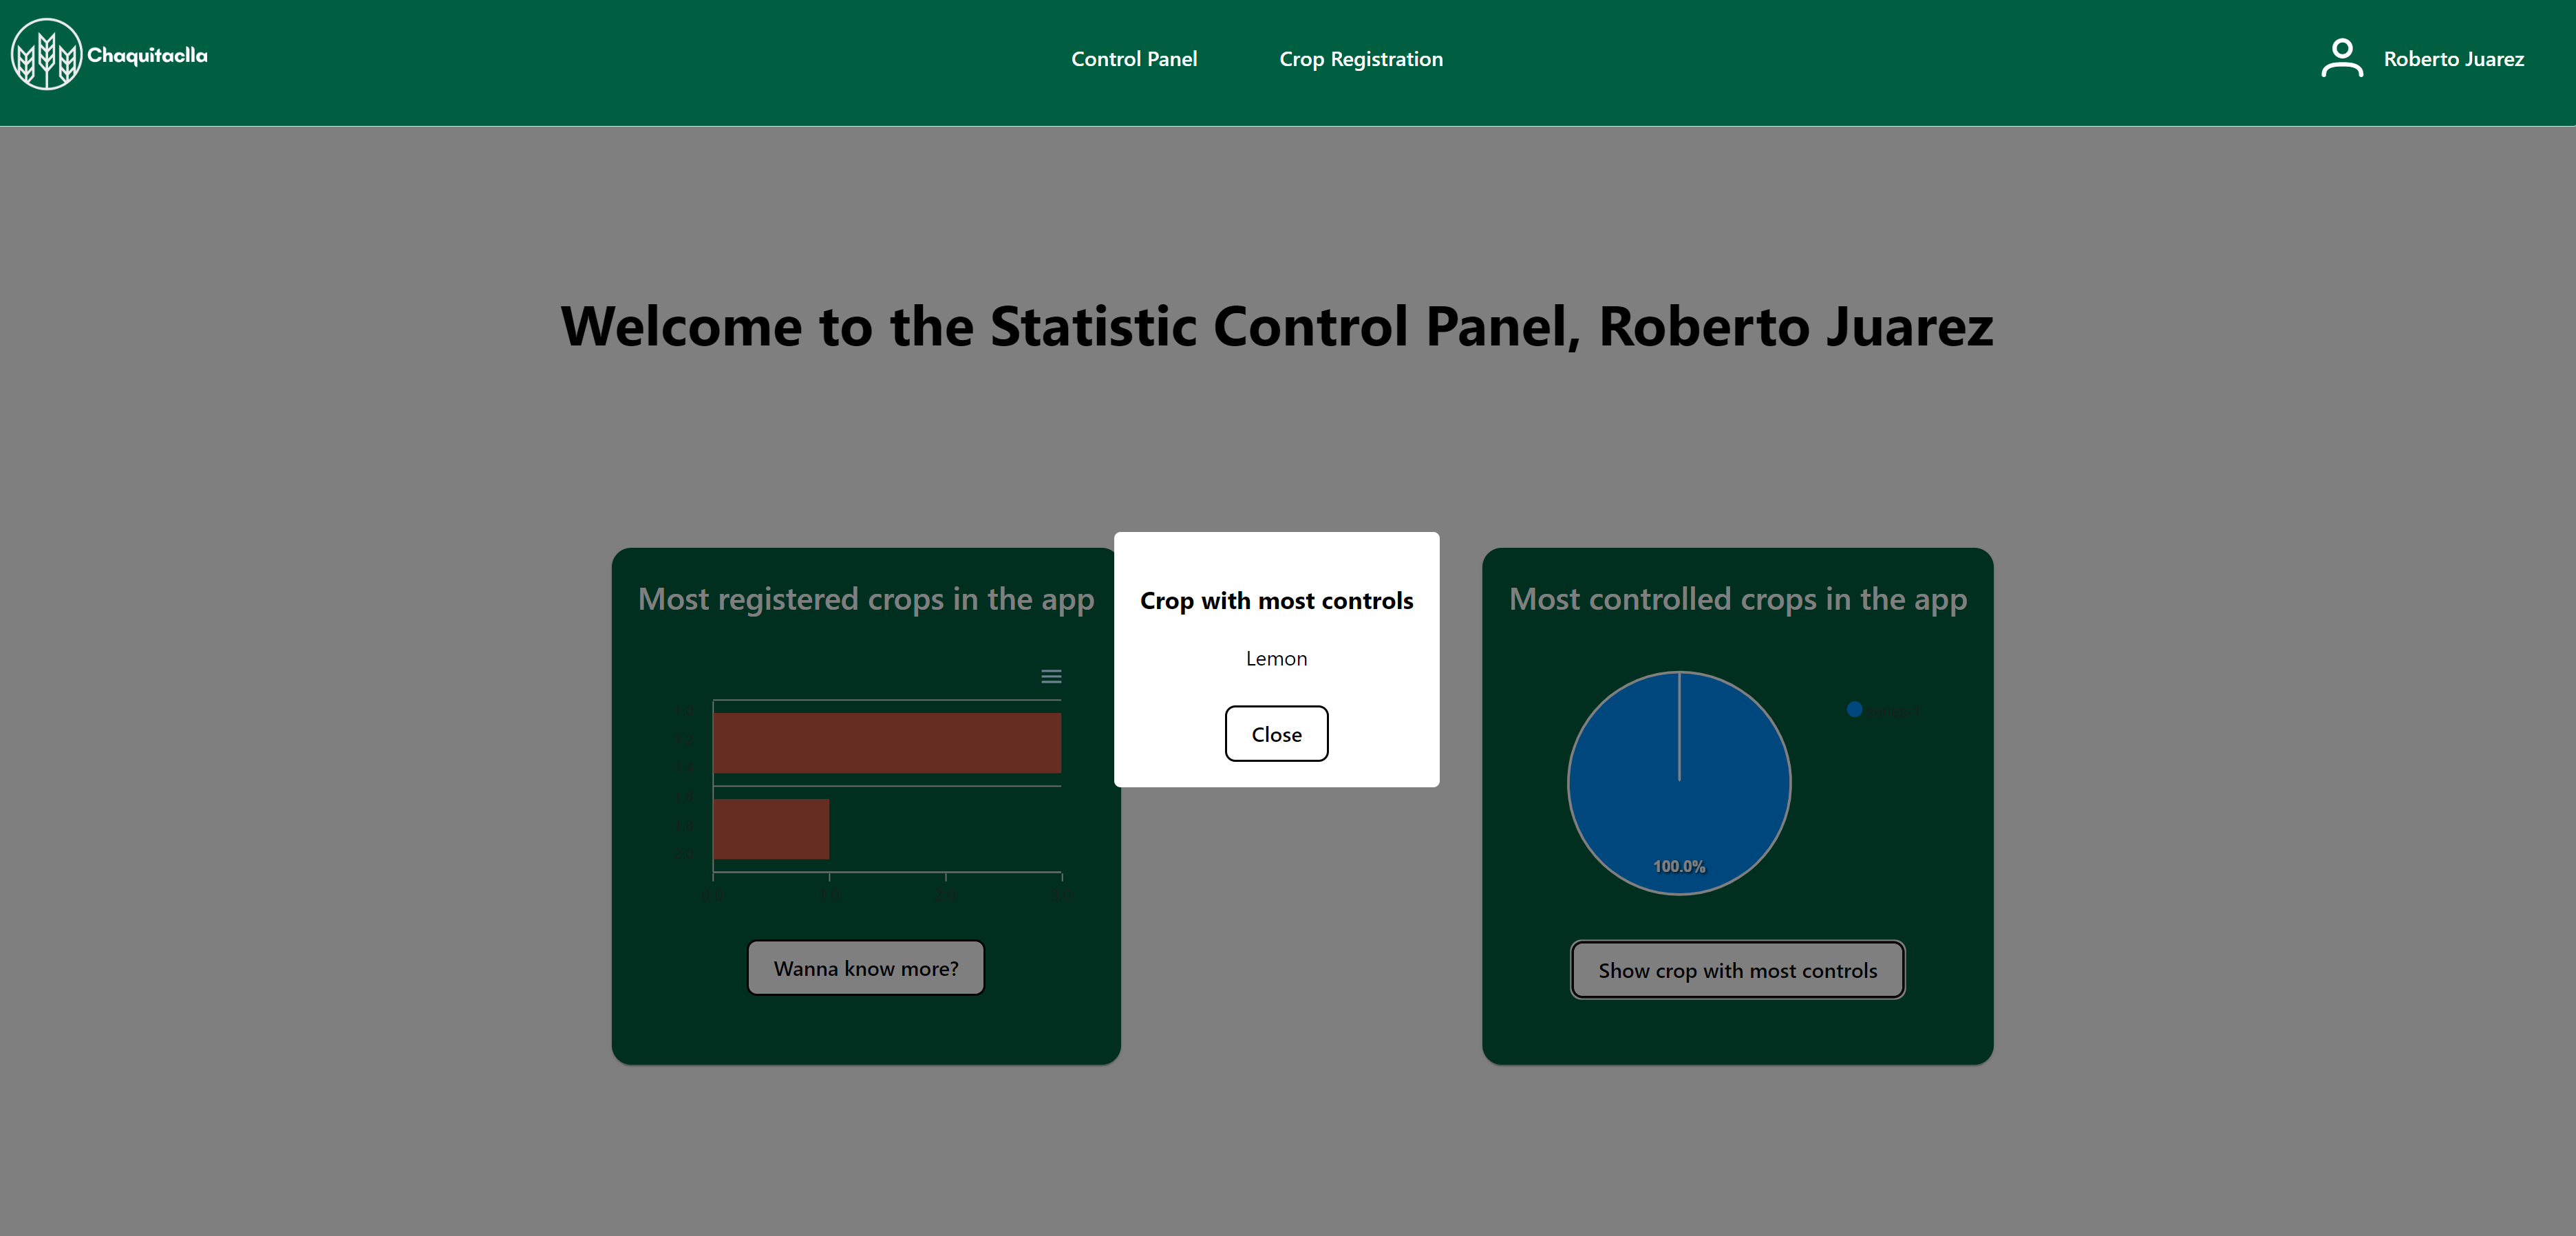 Chaquitaclla
Control Panel
Crop Registration
Roberto Juarez
Welcome to the Statistic Control Panel, Roberto Juarez
Most registered crops in the app
Wanna know more?
Crop with most controls
Lemon
Close
Most controlled crops in the app
100.0%
Show crop with most controls